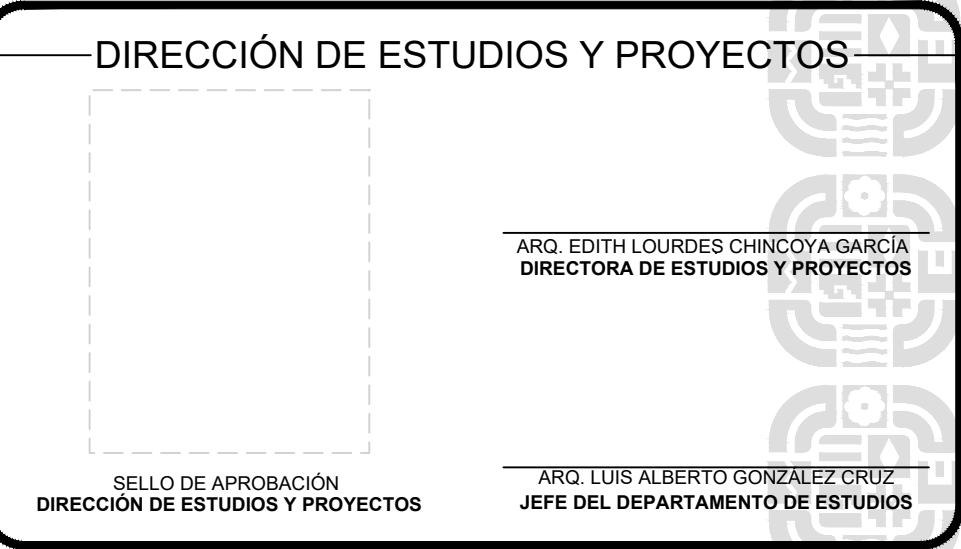 DIRECCIÓN DE ESTUDIOS Y PROYECTOS
ARQ. EDITH LOURDES CHINCOYA GARCÍA
DIRECTORA DE ESTUDIOS Y PROYECTOS
SELLO DE APROBACIÓN
DIRECCIÓN DE ESTUDIOS Y PROYECTOS
ARQ. LUIS ALBERTO GONZÁLEZ CRUZ
JEFE DEL DEPARTAMENTO DE ESTUDIOS